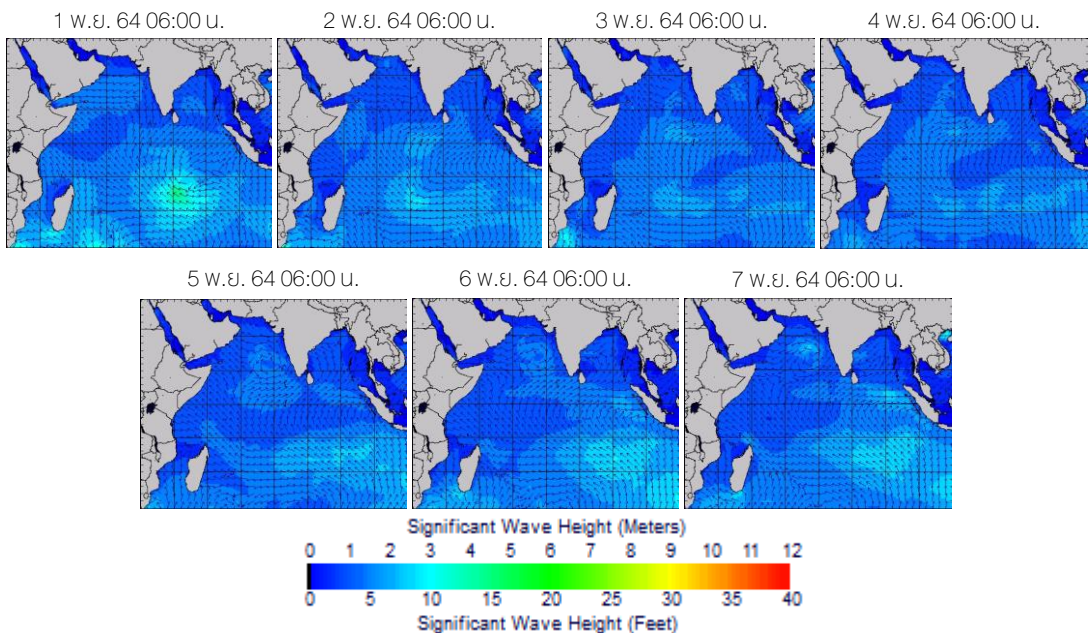 1 พ.ย. 64 06:00 น.
2 พ.ย. 64 06:00 น.
3 พ.ย. 64 06:00 น.
4 พ.ย. 64 06:00 น.
5 พ.ย. 64 06:00 น.
6 พ.ย. 64 06:00 น.
7 พ.ย. 64 06:00 น.
Significant Wave Height (Meters)
0 1 2 3 4 5 6 7 8 9 10 11 12
0 5 10 15 20 25 30 35 40
Significant Wave Height (Feet)